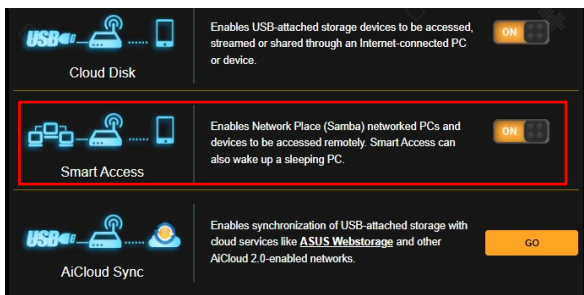 USB
Cloud Disk
Enables USB-attached storage devices to be accessed,
streamed or shared through an Internet-connected PC
or device.
ON
Smart Access
Enables Network Place (Samba) networked PCs and
devices to be accessed remotely. Smart Access can
also wake up a sleeping PC.
ON
USB
AiCloud Sync
Enables synchronization of USB-attached storage with
cloud services like ASUS Webstorage and other
AiCloud 2.0-enabled networks.
GO